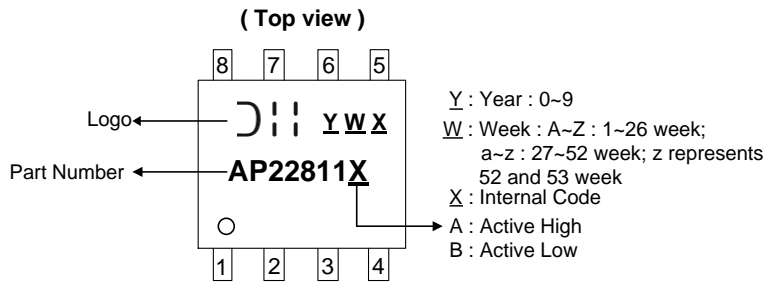 ( Top view )
8 7 6 5
Logo
Y W X
Part Number
AP22811X
1 2 3 4
Y : Year : 0~9
W : Week : A~Z : 1~26 week;
a~z : 27~52 week; z represents
52 and 53 week
X : Internal Code
A : Active High
B : Active Low